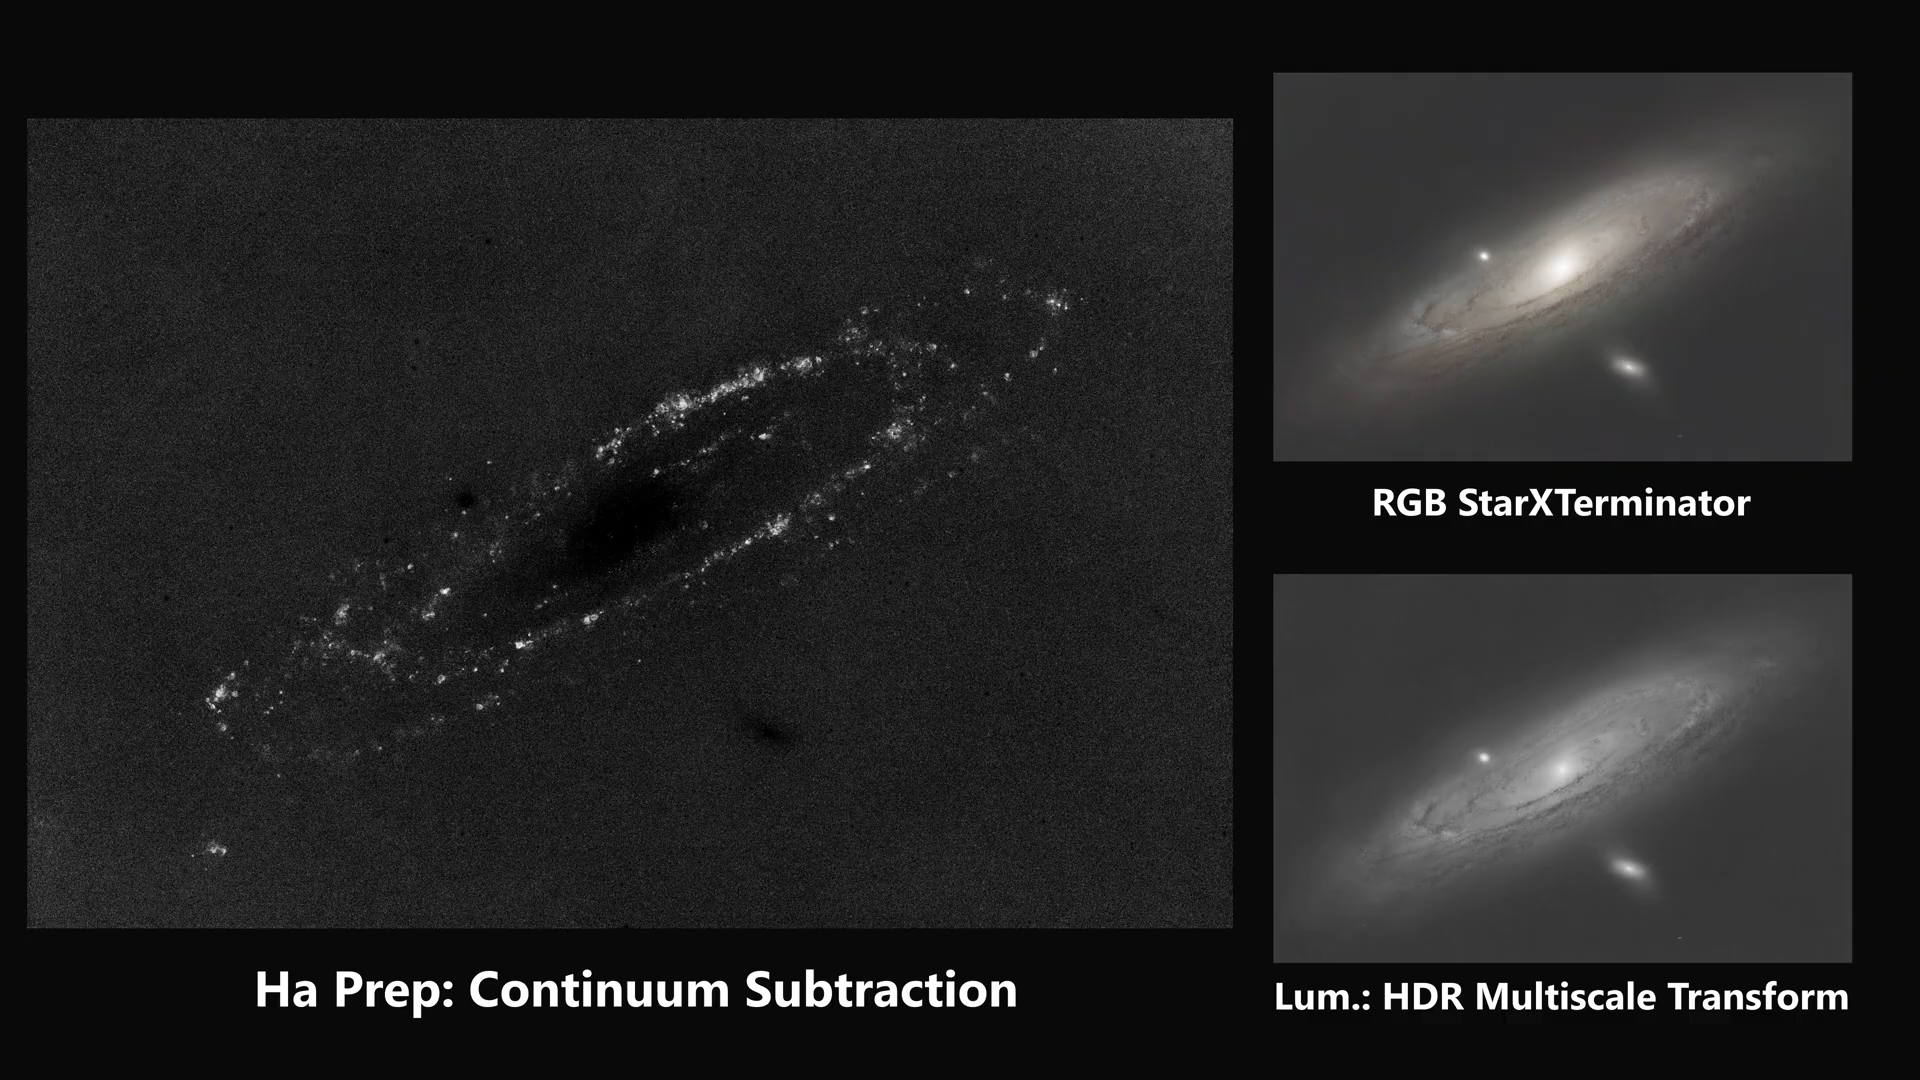 RGB StarXTerminator
Ha Prep: Continuum Subtraction
Lum.: HDR Multiscale Transform